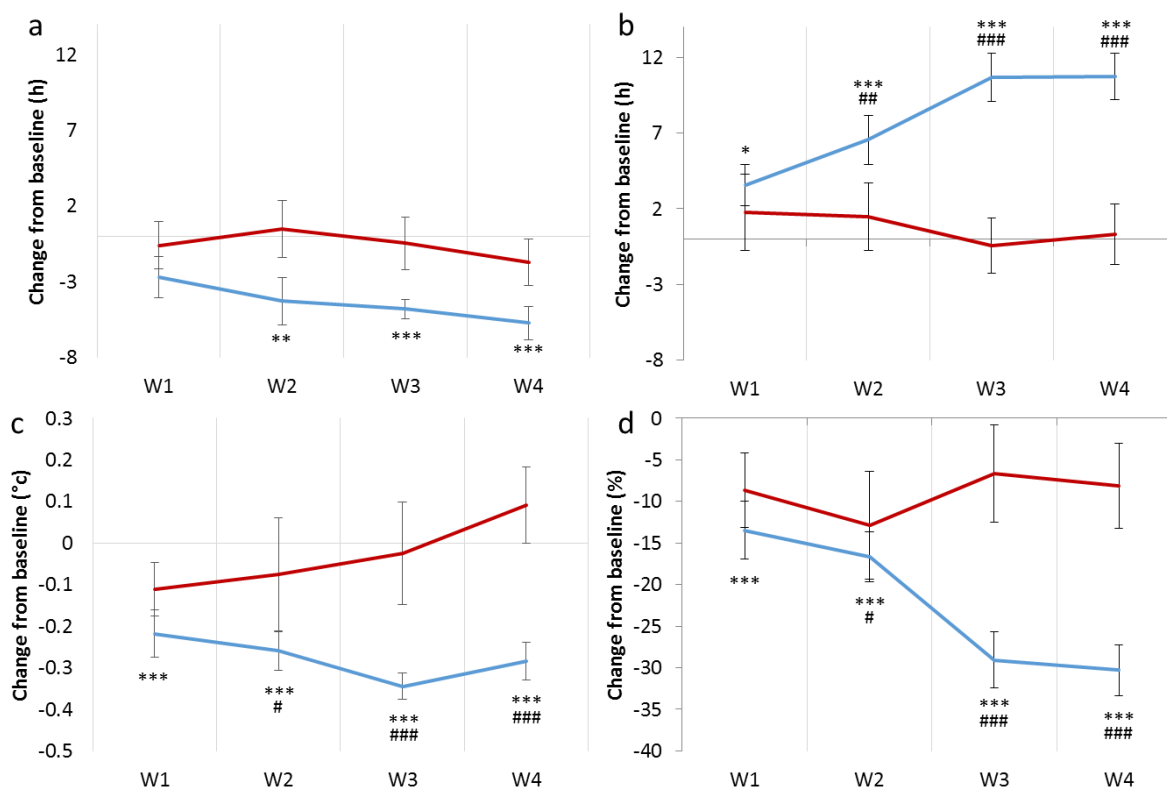 a
Change from baseline (h)
12
7
2
-3
-8
**
***
***
W1
W2
W3
W4
b
Change from baseline (h)
12
7
2
-3
-8
*
***
##
***
###
***
###
W1
W2
W3
W4
c
Change from baseline (°c)
0.3
0.2
0.1
0
-0.1
-0.2
-0.3
-0.4
-0.5
***
***
#
***
###
***
###
W1
W2
W3
W4
d
Change from baseline (%)
0
-5
-10
-15
-20
-25
-30
-35
-40
***
***
#
***
###
***
###
W1
W2
W3
W4